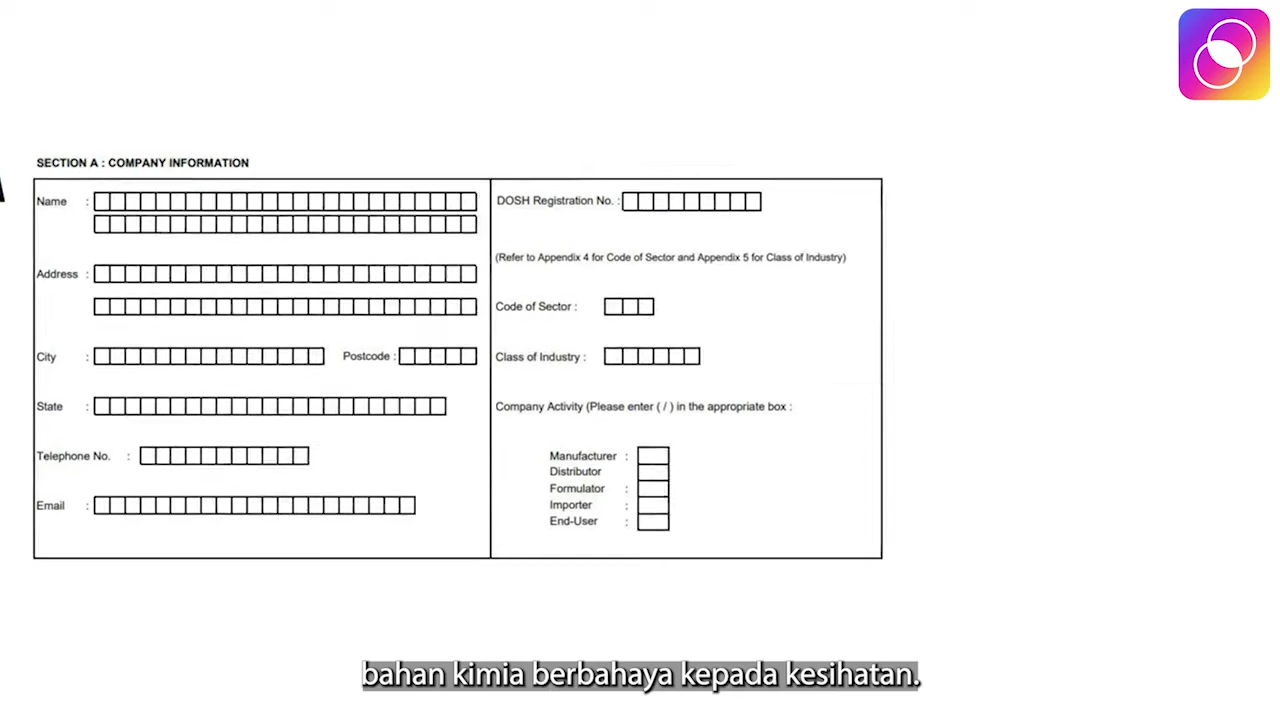 SECTION A : COMPANY INFORMATION
Name :
Address :
City : Postcode :
State :
Telephone No. :
Email :
DOSH Registration No. :
(Refer to Appendix 4 for Code of Sector and Appendix 5 for Class of Industry)
Code of Sector :
Class of Industry :
Company Activity (Please enter ( / ) in the appropriate box :
Manufacturer :
Distributor
Formulator :
Importer :
End-User :
bahan kimia berbahaya kepada kesihatan.